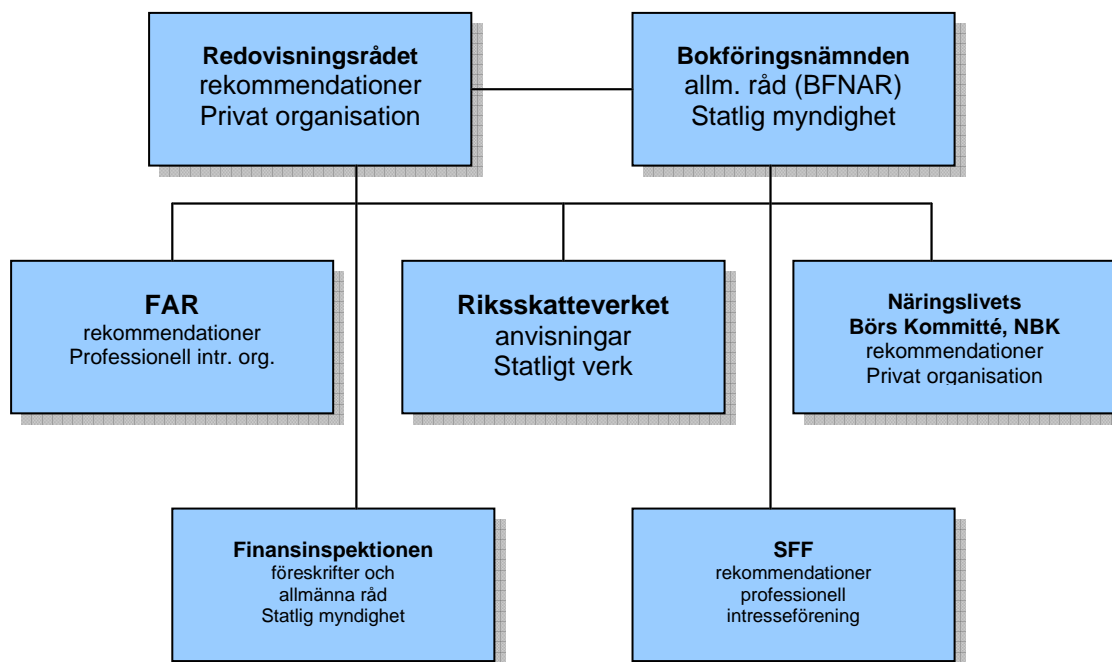 Redovisningsrådet
rekommendationer
Privat organisation
Bokföringsnämnden
allm. råd (BFNAR)
Statlig myndighet
FAR
rekommendationer
Professionell intr. org.
Riksskatteverket
anvisningar
Statligt verk
Näringslivets
Börs Kommitté, NBK
rekommendationer
Privat organisation
Finansinspektionen
föreskrifter och
allmänna råd
Statlig myndighet
SFF
rekommendationer
professionell
intresseförening